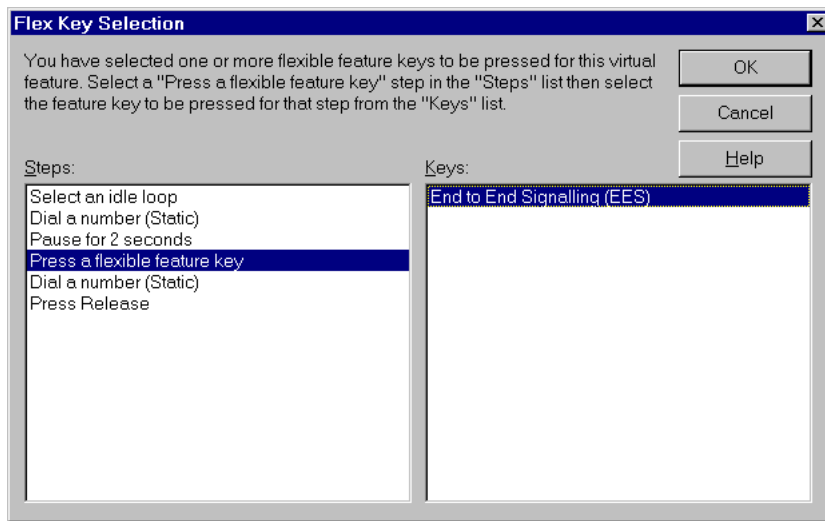 Flex Key Selection
You have selected one or more flexible feature keys to be pressed for this virtual
feature. Select a "Press a flexible feature key" step in the "Steps" list then select
the feature key to be pressed for that step from the "Keys" list.
OK
Cancel
Help
Steps:
Select an idle loop
Dial a number (Static)
Pause for 2 seconds
Press a flexible feature key
Dial a number (Static)
Press Release
Keys:
End to End Signalling (EES)